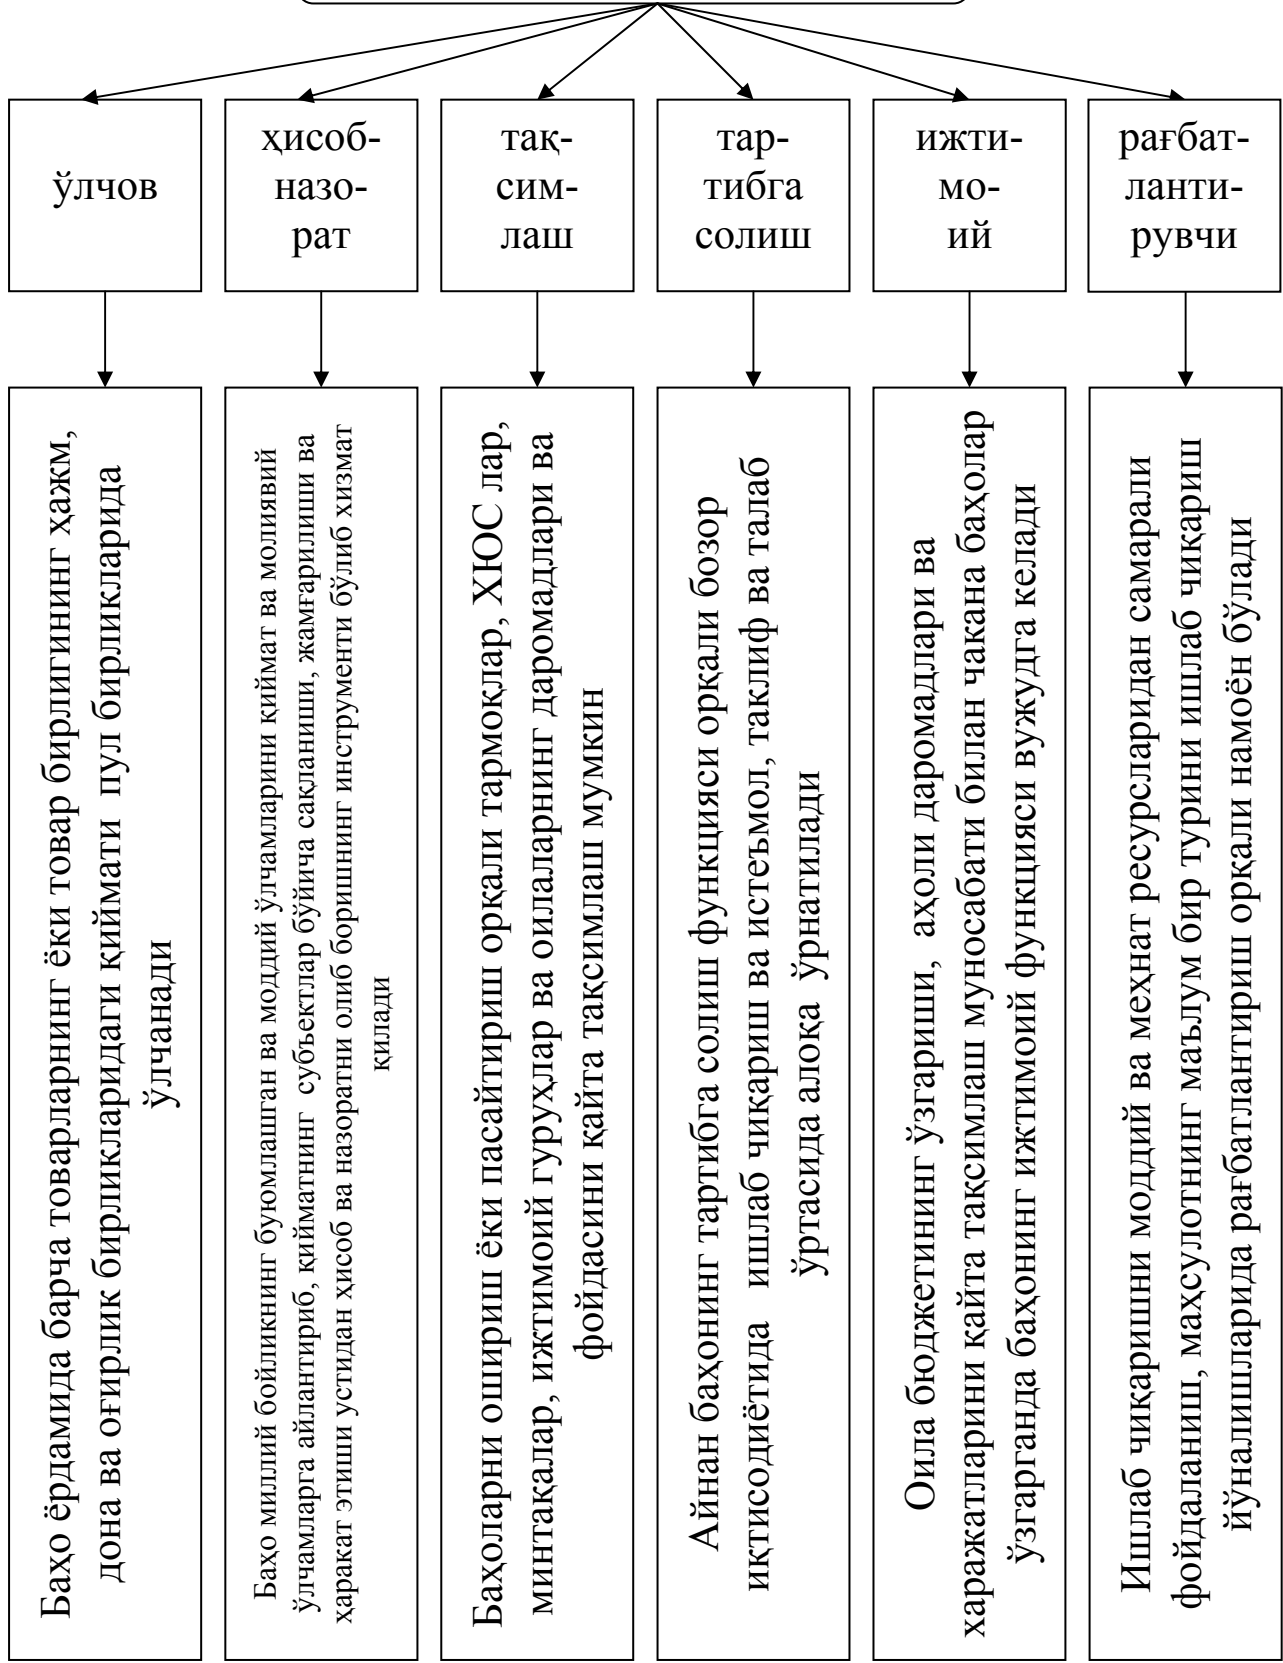 ўлчов
ҳисоб-
назо-
рат
тақ-
сим-
лаш
тар-
тибга
солиш
ижти-
мо-
ий
рағбат-
ланти-
рувчи
Баҳо ёрдамида барча товарларнинг ёки товар бирлигининг ҳажм,
дона ва оғирлик бирликларидаги қиймати пул бирликларида
ўлчанади
Баҳо миллий бойликнинг буюмлашган ва моддий ўлчамларини қиймат ва молиявий
ўлчамларга айлантириб, қийматнинг субъектлар бўйича сақланиши, жамғарилиши ва
ҳаракат этиши устидан ҳисоб ва назоратни олиб боришнинг инструменти бўлиб хизмат
қилади
Баҳоларни ошириш ёки пасайтириш орқали тармоқлар, ХЮС лар,
минтақалар, ижтимоий гуруҳлар ва оилаларнинг даромадлари ва
фойдасини қайта тақсимлаш мумкин
Айнан баҳонинг тартибга солиш функцияси орқали бозор
иқтисодиётида ишлаб чиқариш ва истеъмол, таклиф ва талаб
ўртасида алоқа ўрнатилади
Оила бюджетининг ўзгариши, аҳоли даромадлари ва
харажатларини қайта тақсимлаш муносабати билан чакана баҳолар
ўзгарганда баҳонинг ижтимоий функцияси вужудга келади
Ишлаб чиқаришни моддий ва меҳнат ресурсларидан самарали
фойдаланиш, маҳсулотнинг маълум бир турини ишлаб чиқариш
йўналишларида рағбатлантириш орқали намоён бўлади